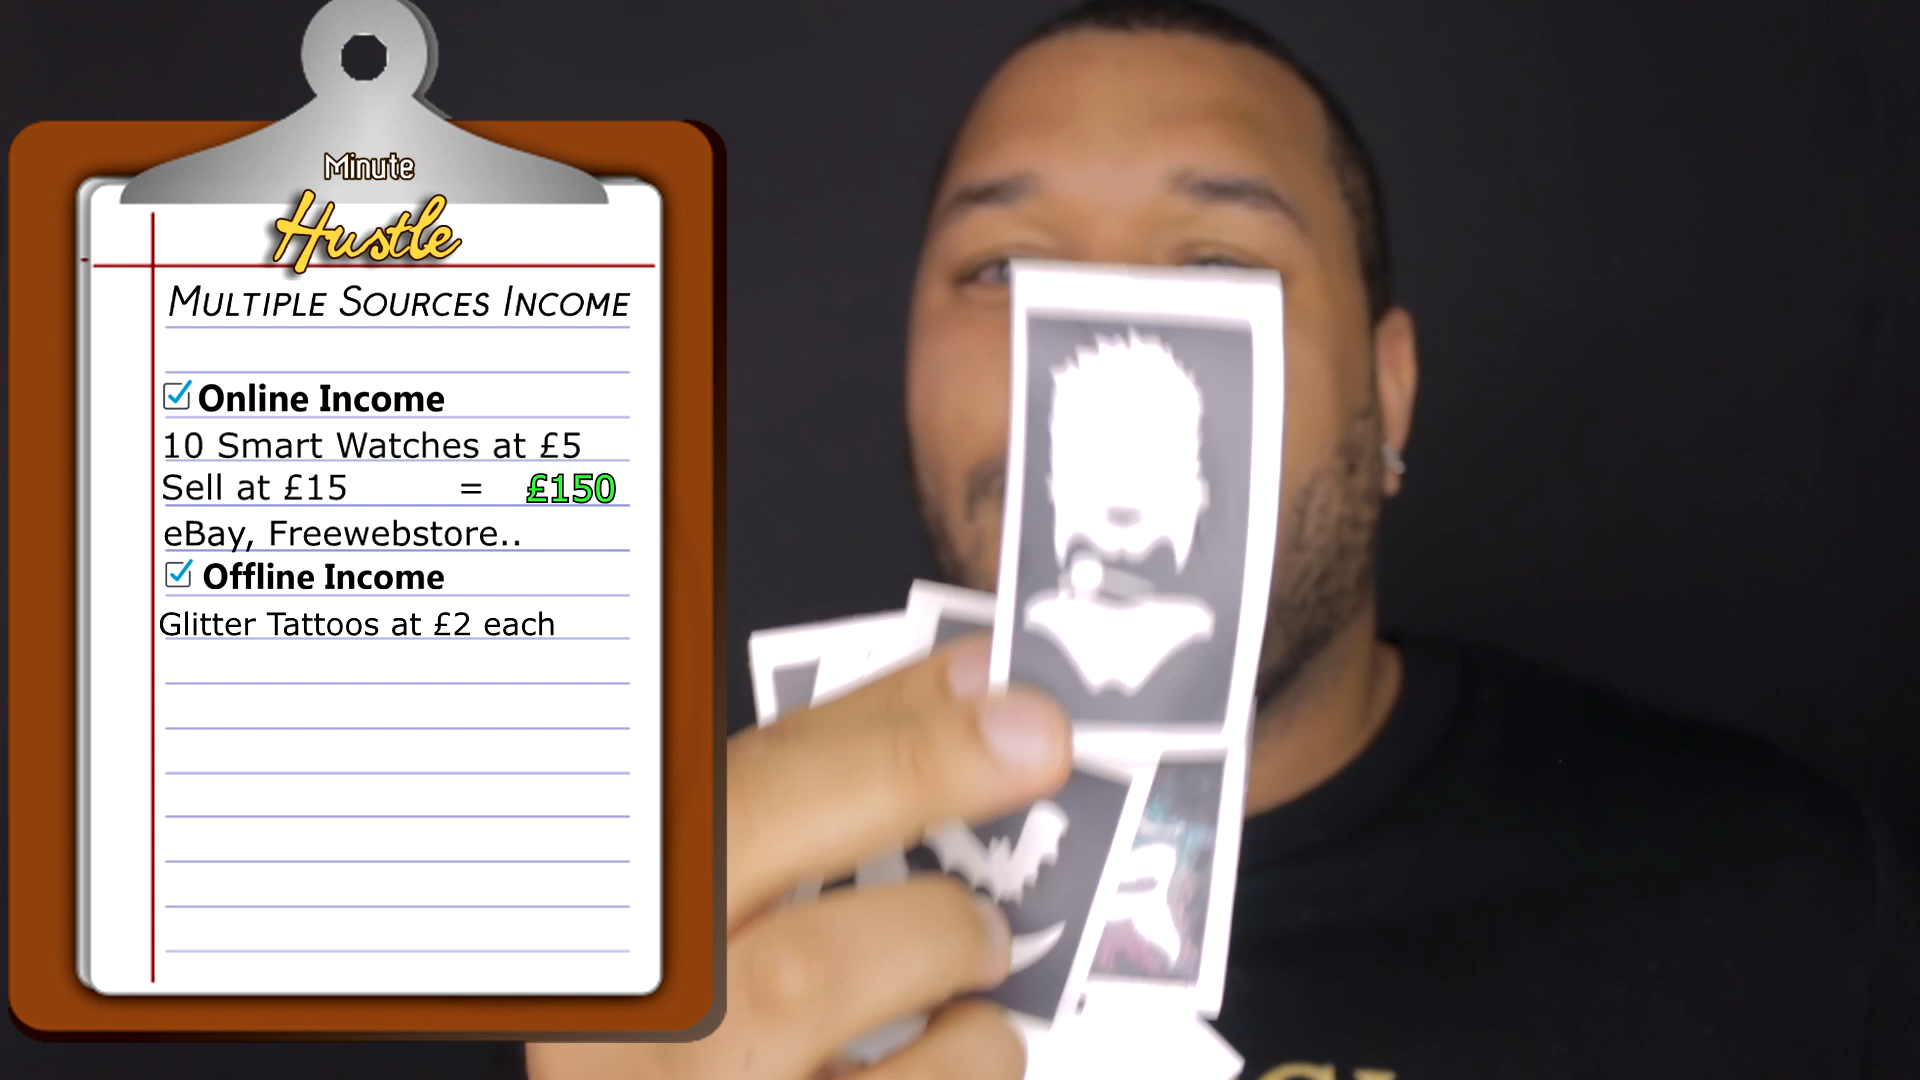 Minute
Hustle
MULTIPLE SOURCES INCOME
Online Income
10 Smart Watches at £5
Sell at £15 = £150
eBay, Freewebstore..
Offline Income
Glitter Tattoos at £2 each